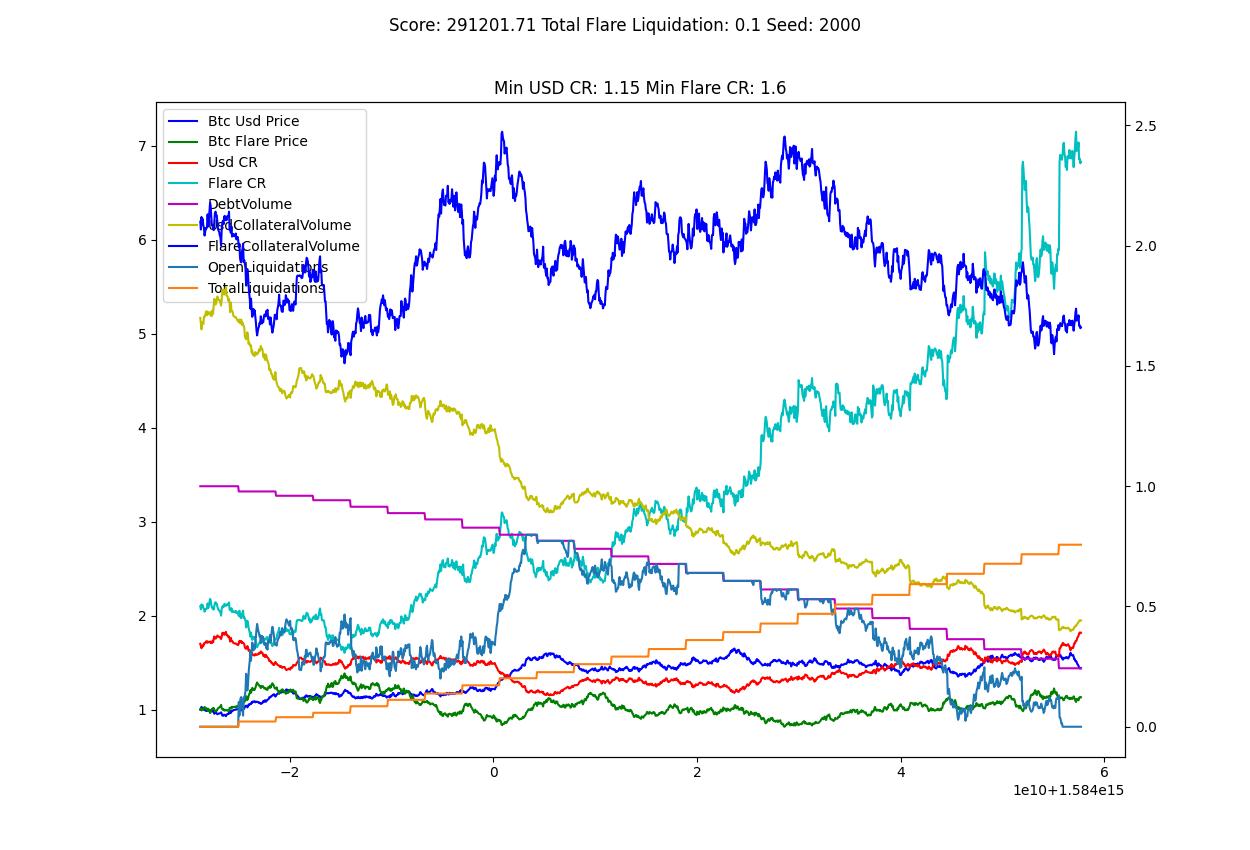 Score: 291201.71 Total Flare Liquidation: 0.1 Seed: 2000
Min USD CR: 1.15 Min Flare CR: 1.6
Btc Usd Price
Btc Flare Price
Usd CR
Flare CR
DebtVolume
UsdCollateralVolume
FlareCollateralVolume
OpenLiquidations
TotalLiquidations
7
6
5
4
3
2
1
2.5
2.0
1.5
1.0
0.5
0.0
−2
0
2
4
6
1e10+1.584e15